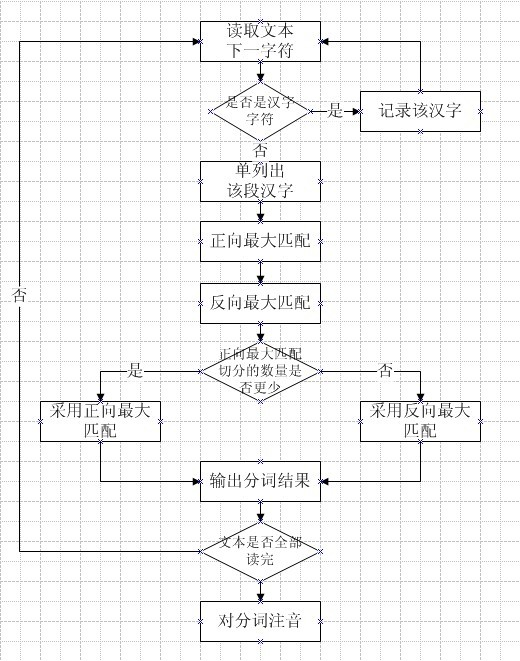 读取文本
下一字符
是否是汉字
字符
是
记录该汉字
否
单列出
该段汉字
正向最大匹配
否
反向最大匹配
正向最大匹配
切分的数量是
否更少
是
否
采用正向最大
匹配
采用反向最大
匹配
输出分词结果
文本是否全部
读完
对分词注音